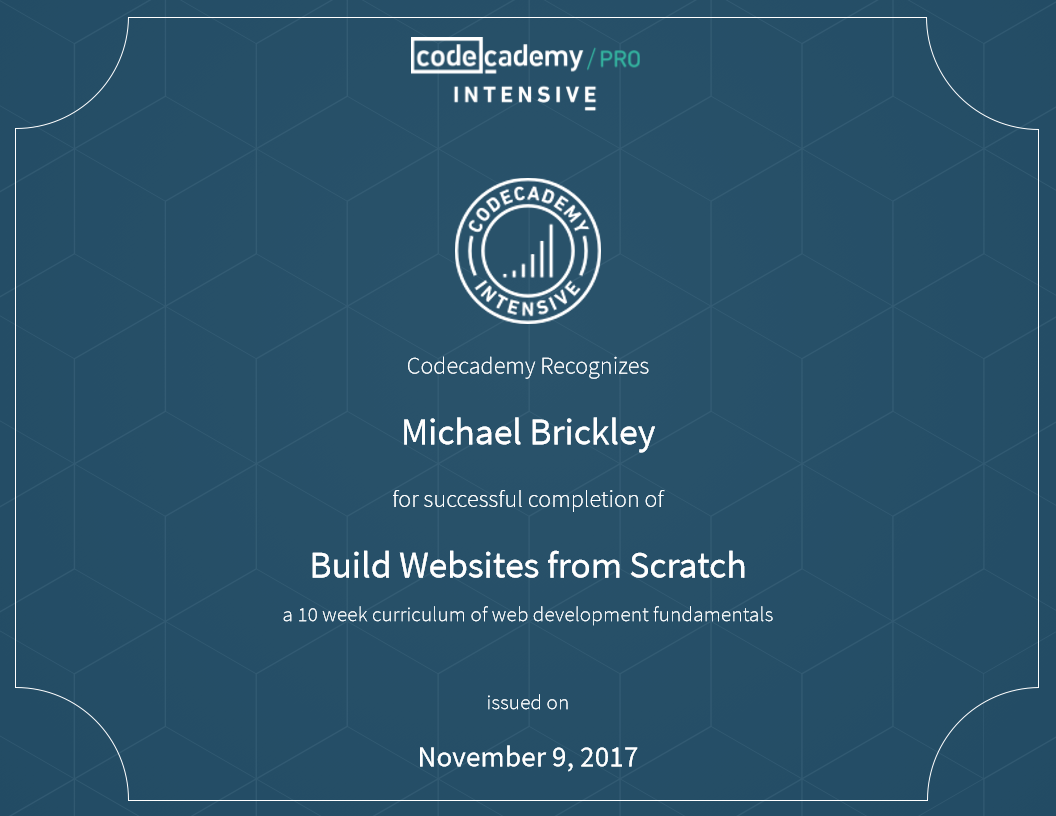 codecademy /PRO
INTENSIVE
CODECADEMY
INTENSIVE
Codecademy Recognizes
Michael Brickley
for successful completion of
Build Websites from Scratch
a 10 week curriculum of web development fundamentals
issued on
November 9, 2017